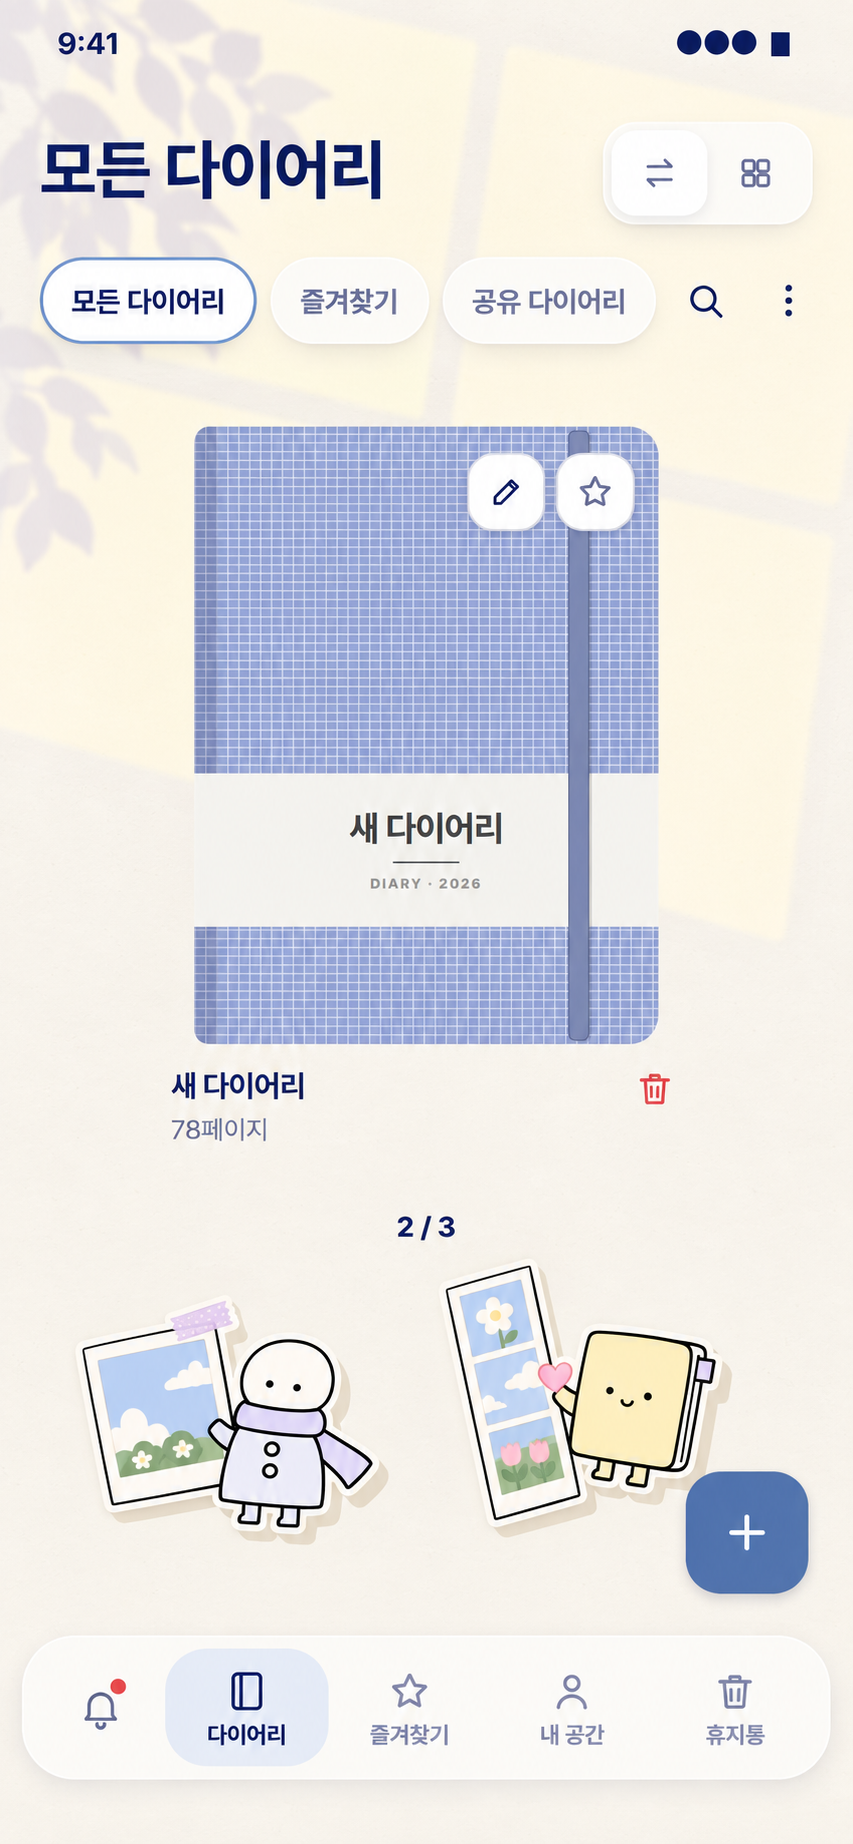 9:41
모든 다이어리
모든 다이어리
즐겨찾기
공유 다이어리
새 다이어리
DIARY · 2026
새 다이어리
78페이지
2 / 3
다이어리
즐겨찾기
내 공간
휴지통